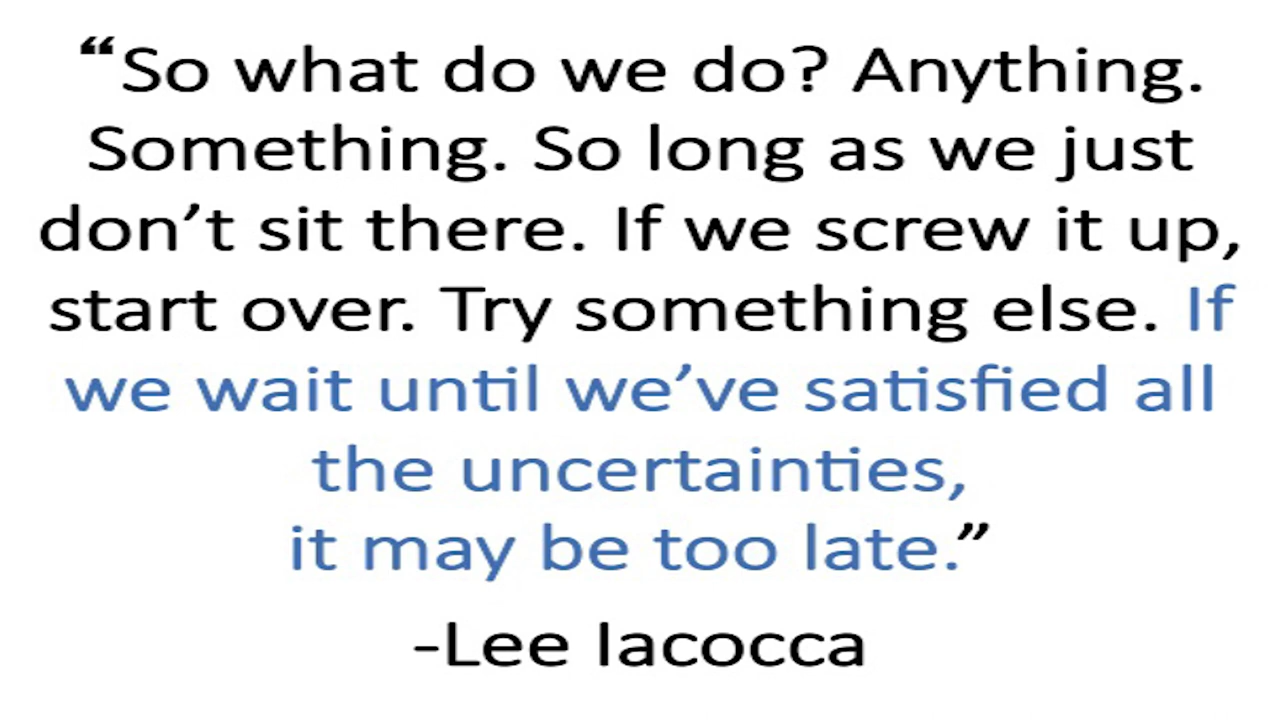 “So what do we do? Anything.
Something. So long as we just
don’t sit there. If we screw it up,
start over. Try something else. If
we wait until we’ve satisfied all
the uncertainties,
it may be too late.”
-Lee Iacocca